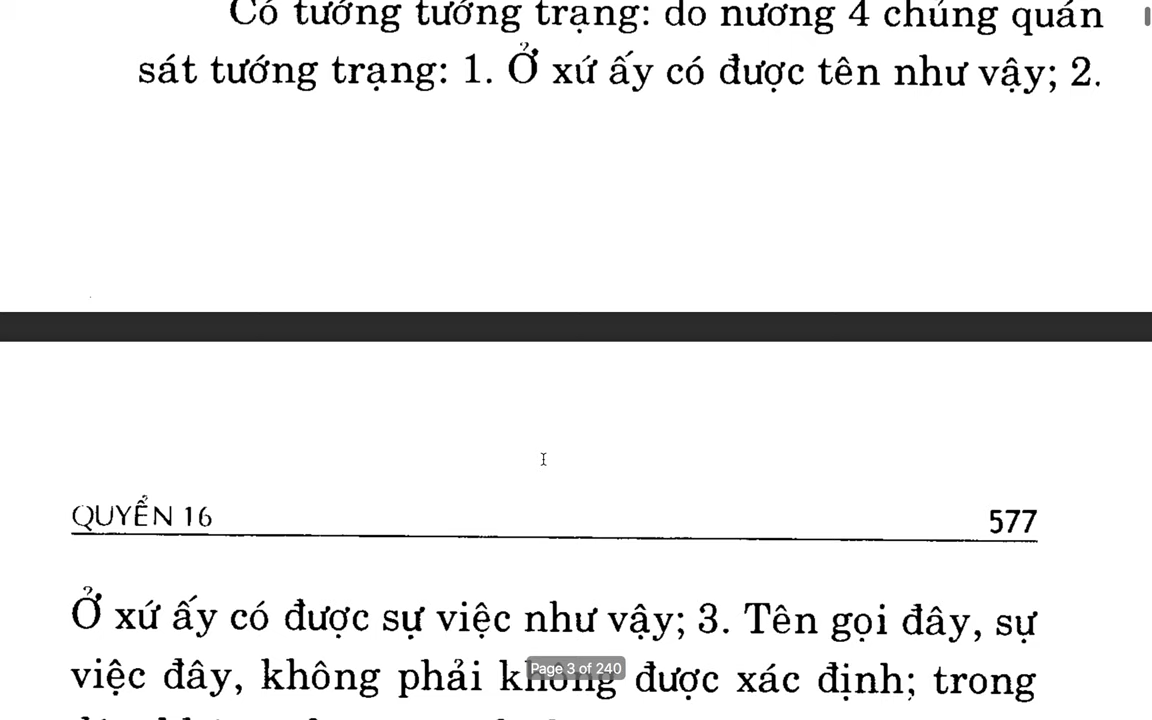 Có tướng tướng trạng: do nương 4 chủng quán
sát tướng trạng: 1. Ở xứ ấy có được tên như vậy; 2.
QUYỂN 16 577
Ở xứ ấy có được sự việc như vậy; 3. Tên gọi đây, sự
việc đây, không phải không được xác định; trong
Page 3 of 240